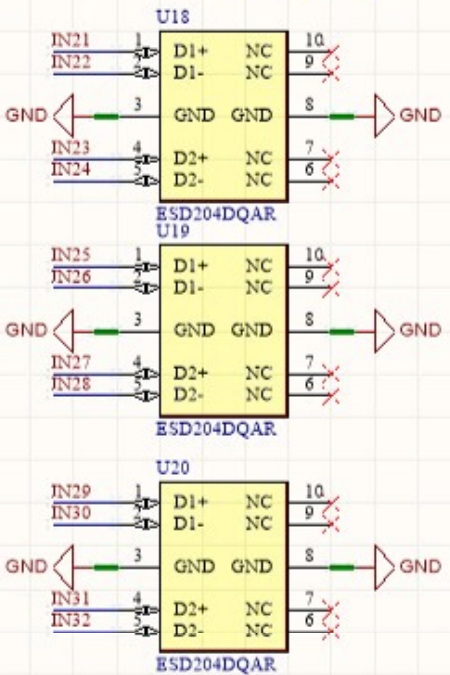 U18
IN21 1 D1+ NC 10
IN22 2 D1- NC 9
GND 3 GND GND 8 GND
IN23 4 D2+ NC 7
IN24 5 D2- NC 6
ESD204DQAR
U19
IN25 1 D1+ NC 10
IN26 2 D1- NC 9
GND 3 GND GND 8 GND
IN27 4 D2+ NC 7
IN28 5 D2- NC 6
ESD204DQAR
U20
IN29 1 D1+ NC 10
IN30 2 D1- NC 9
GND 3 GND GND 8 GND
IN31 4 D2+ NC 7
IN32 5 D2- NC 6
ESD204DQAR